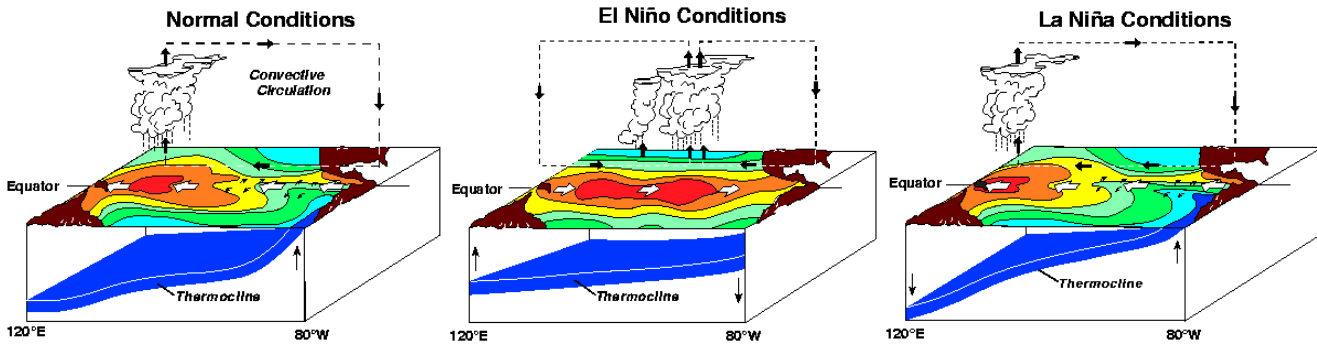 Normal Conditions
Convective
Circulation
Equator
Thermocline
120°E
80°W
El Niño Conditions
Equator
Thermocline
120°E
80°W
La Niña Conditions
Equator
Thermocline
120°E
80°W